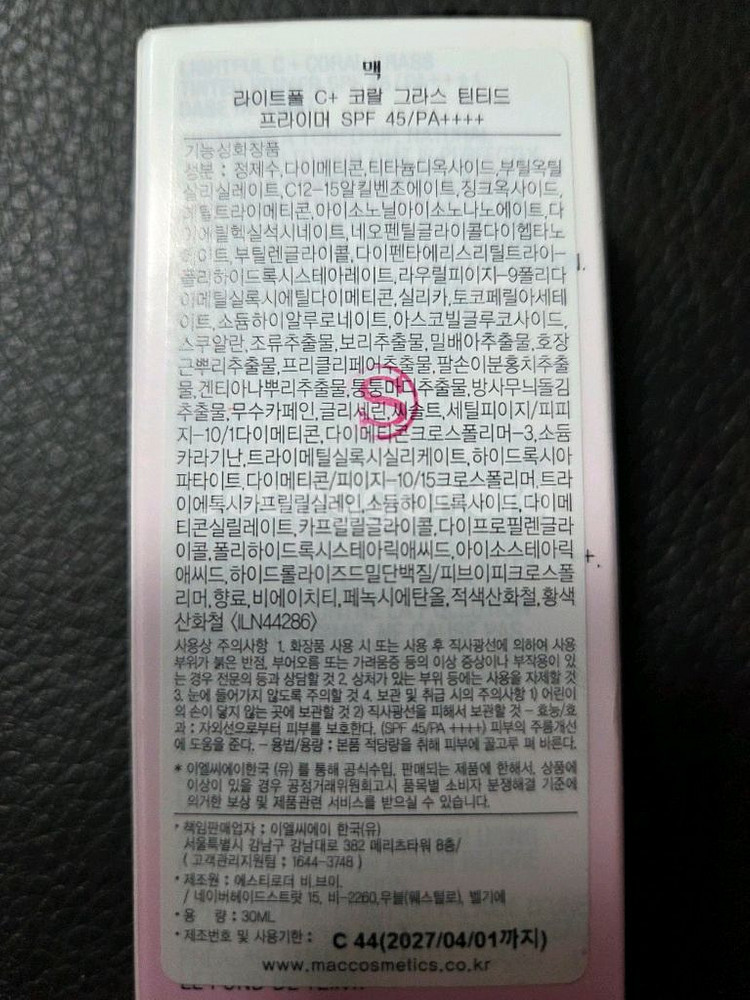 맥
라이트풀 C+ 코랄 그라스 틴티드
프라이머 SPF 45/PA++++
기능성화장품
성분 : 정제수,다이메티콘,티타늄디옥사이드,부틸옥틸
살리실레이트,C12-15알킬벤조에이트,징크옥사이드,
메틸트라이메티콘,아이소노닐아이소노나노에이트,다
이에틸헥실석시네이트,네오펜틸글라이콜다이헵타노
에이트,부틸렌글라이콜,다이펜타에리스리틸트라이-
폴리하이드록시스테아레이트,라우릴피이지-9폴리다
이메틸실록시에틸다이메티콘,실리카,토코페릴아세테
이트,소듐하이알루로네이트,아스코빌글루코사이드,
스쿠알란,조류추출물,보리추출물,밀배아추출물,호장
근뿌리추출물,프리클리페어추출물,팔손이분홍치추출
물,겐티아나뿌리추출물,퉁퉁마디추출물,방사무늬돌김
추출물,무수카페인,글리세린,씨솔트,세틸피이지/피피
지-10/1다이메티콘,다이메티콘크로스폴리머-3,소듐
카라기난,트라이메틸실록시실리케이트,하이드록시아
파타이트,다이메티콘/피이지-10/15크로스폴리머,트라
이에톡시카프릴릴실레인,소듐하이드록사이드,다이메
티콘실릴레이트,카프릴릴글라이콜,다이프로필렌글라
이콜,폴리하이드록시스테아릭애씨드,아이소스테아릭
애씨드,하이드롤라이즈드밀단백질/피브이피크로스폴
리머,향료,비에이치티,페녹시에탄올,적색산화철,황색
산화철 <ILN44286>
사용상 주의사항 1. 화장품 사용 시 또는 사용 후 직사광선에 의하여 사용
부위가 붉은 반점, 부어오름 또는 가려움증 등의 이상 증상이나 부작용이 있
는 경우 전문의 등과 상담할 것 2. 상처가 있는 부위 등에는 사용을 자제할 것
3. 눈에 들어가지 않도록 주의할 것 4. 보관 및 취급 시의 주의사항 1) 어린이
의 손이 닿지 않는 곳에 보관할 것 2) 직사광선을 피해서 보관할 것 - 효능/효
과 : 자외선으로부터 피부를 보호한다. (SPF 45/PA ++++) 피부의 주름개선
에 도움을 준다. - 용법/용량 : 본품 적당량을 취해 피부에 골고루 펴 바른다.
* 이엘씨에이한국 (유) 를 통해 공식수입, 판매되는 제품에 한해서, 상품에
이상이 있을 경우 공정거래위원회고시 품목별 소비자 분쟁해결 기준에
의거한 보상 및 제품관련 서비스를 받으실 수 있습니다.
* 책임판매업자 : 이엘씨에이 한국(유)
서울특별시 강남구 강남대로 382 메리츠타워 8층/
( 고객관리지원팀 : 1644-3748 )
* 제조원 : 에스티로더 비.브이.
/ 네이버헤이드스트랏 15, 비-2260,우블(웨스털로), 벨기에
* 용 량 : 30ML
* 제조번호 및 사용기한 : C 44(2027/04/01까지)
www.maccosmetics.co.kr